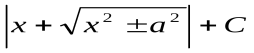 |x + √(x² ± a²)| + C